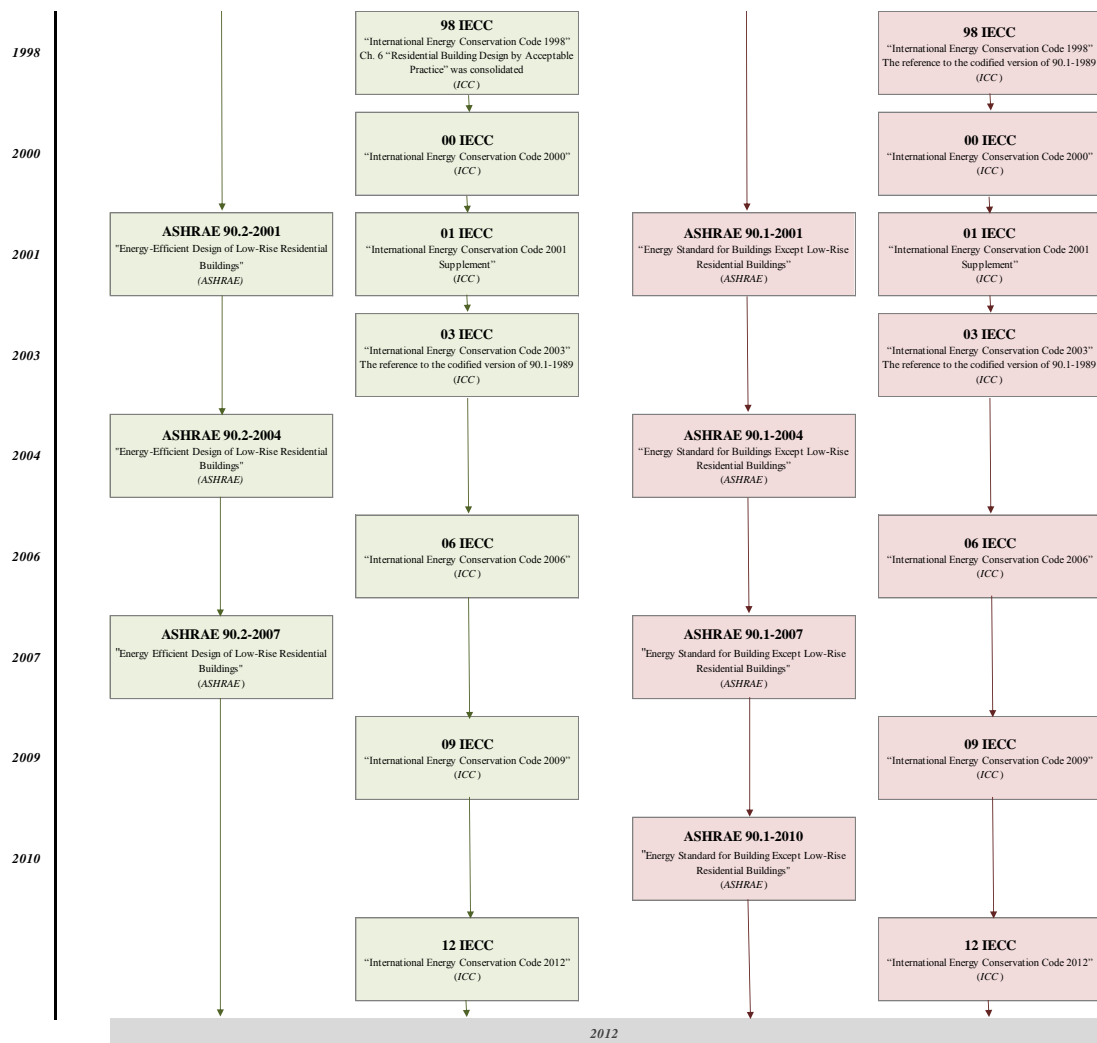 1998
98 IECC
“International Energy Conservation Code 1998”
Ch. 6 “Residential Building Design by Acceptable
Practice” was consolidated
(ICC)
98 IECC
“International Energy Conservation Code 1998”
The reference to the codified version of 90.1-1989
(ICC)
2000
00 IECC
“International Energy Conservation Code 2000”
(ICC)
00 IECC
“International Energy Conservation Code 2000”
(ICC)
2001
ASHRAE 90.2-2001
"Energy-Efficient Design of Low-Rise Residential
Buildings"
(ASHRAE)
01 IECC
“International Energy Conservation Code 2001
Supplement”
(ICC)
ASHRAE 90.1-2001
“Energy Standard for Buildings Except Low-Rise
Residential Buildings”
(ASHRAE)
01 IECC
“International Energy Conservation Code 2001
Supplement”
(ICC)
2003
03 IECC
“International Energy Conservation Code 2003”
The reference to the codified version of 90.1-1989
(ICC)
03 IECC
“International Energy Conservation Code 2003”
The reference to the codified version of 90.1-1989
(ICC)
2004
ASHRAE 90.2-2004
"Energy-Efficient Design of Low-Rise Residential
Buildings"
(ASHRAE)
ASHRAE 90.1-2004
“Energy Standard for Buildings Except Low-Rise
Residential Buildings”
(ASHRAE)
2006
06 IECC
“International Energy Conservation Code 2006”
(ICC)
06 IECC
“International Energy Conservation Code 2006”
(ICC)
2007
ASHRAE 90.2-2007
"Energy Efficient Design of Low-Rise Residential
Buildings"
(ASHRAE)
ASHRAE 90.1-2007
"Energy Standard for Building Except Low-Rise
Residential Buildings"
(ASHRAE)
2009
09 IECC
“International Energy Conservation Code 2009”
(ICC)
09 IECC
“International Energy Conservation Code 2009”
(ICC)
2010
ASHRAE 90.1-2010
"Energy Standard for Building Except Low-Rise
Residential Buildings"
(ASHRAE)
12 IECC
“International Energy Conservation Code 2012”
(ICC)
12 IECC
“International Energy Conservation Code 2012”
(ICC)
2012